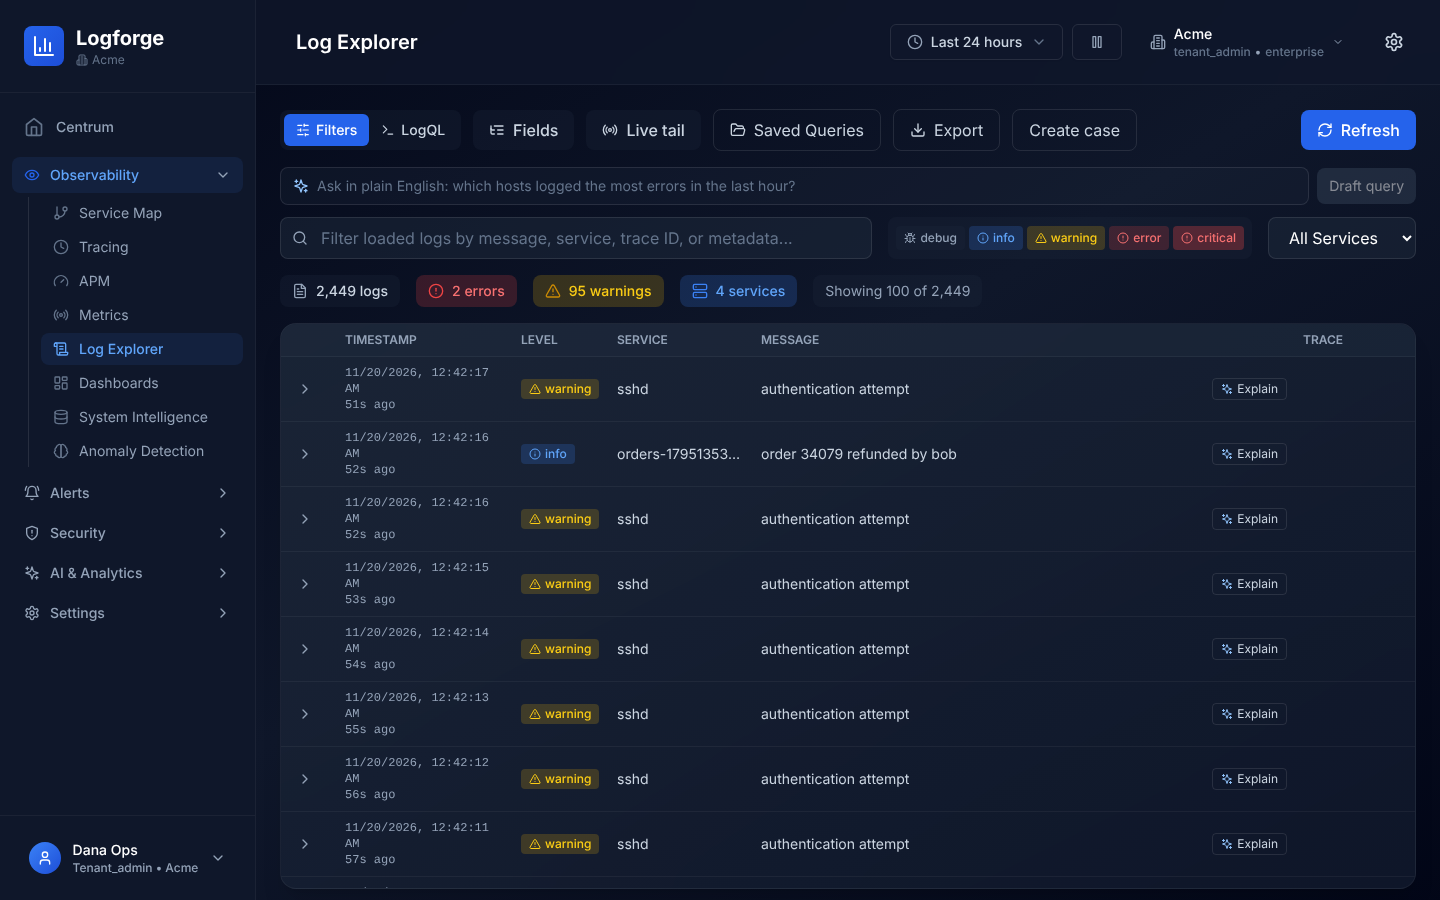 Logforge
Acme
Centrum
Observability
Service Map
Tracing
APM
Metrics
Log Explorer
Dashboards
System Intelligence
Anomaly Detection
Alerts
Security
AI & Analytics
Settings
Dana Ops
Tenant_admin • Acme
Log Explorer
Last 24 hours
Acme
tenant_admin • enterprise
Filters
LogQL
Fields
Live tail
Saved Queries
Export
Create case
Refresh
Ask in plain English: which hosts logged the most errors in the last hour?
Draft query
Filter loaded logs by message, service, trace ID, or metadata...
debug
info
warning
error
critical
All Services
2,449 logs
2 errors
95 warnings
4 services
Showing 100 of 2,449
TIMESTAMP LEVEL SERVICE MESSAGE TRACE
11/20/2026, 12:42:17
AM
51s ago
warning
sshd
authentication attempt
Explain
11/20/2026, 12:42:16
AM
52s ago
info
orders-17951353...
order 34079 refunded by bob
Explain
11/20/2026, 12:42:16
AM
52s ago
warning
sshd
authentication attempt
Explain
11/20/2026, 12:42:15
AM
53s ago
warning
sshd
authentication attempt
Explain
11/20/2026, 12:42:14
AM
54s ago
warning
sshd
authentication attempt
Explain
11/20/2026, 12:42:13
AM
55s ago
warning
sshd
authentication attempt
Explain
11/20/2026, 12:42:12
AM
56s ago
warning
sshd
authentication attempt
Explain
11/20/2026, 12:42:11
AM
57s ago
warning
sshd
authentication attempt
Explain